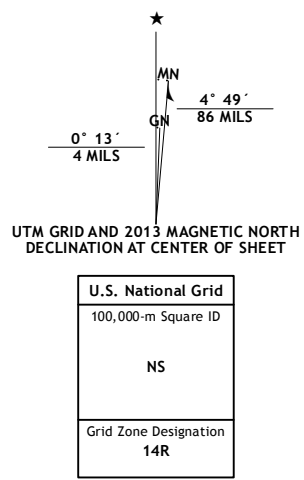 ★
MN
4° 49´
86 MILS
GN
0° 13´
4 MILS
UTM GRID AND 2013 MAGNETIC NORTH
DECLINATION AT CENTER OF SHEET
U.S. National Grid
100,000-m Square ID
NS
Grid Zone Designation
14R